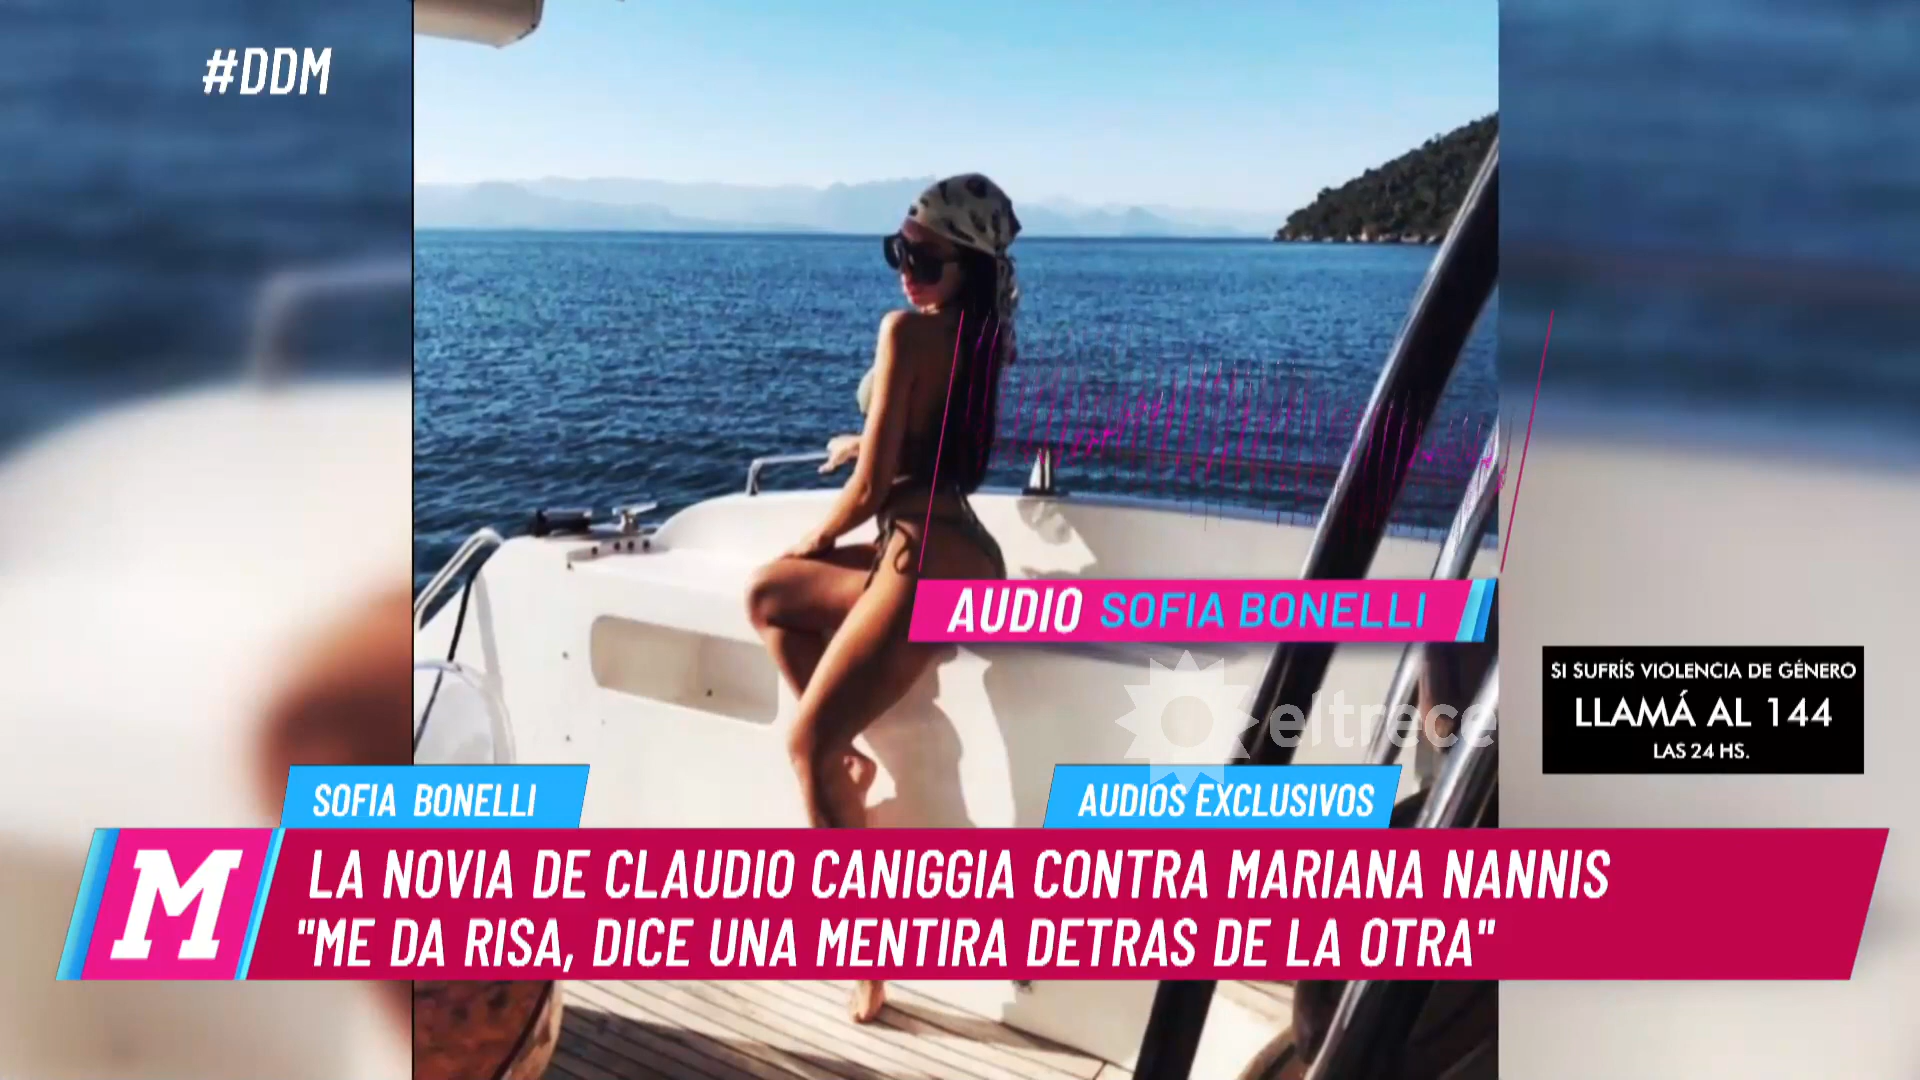 #DDM
AUDIO SOFIA BONELLI
SI SUFRÍS VIOLENCIA DE GÉNERO
LLAMÁ AL 144
LAS 24 HS.
eltrece
SOFIA BONELLI
AUDIOS EXCLUSIVOS
M
LA NOVIA DE CLAUDIO CANIGGIA CONTRA MARIANA NANNIS
"ME DA RISA, DICE UNA MENTIRA DETRAS DE LA OTRA"